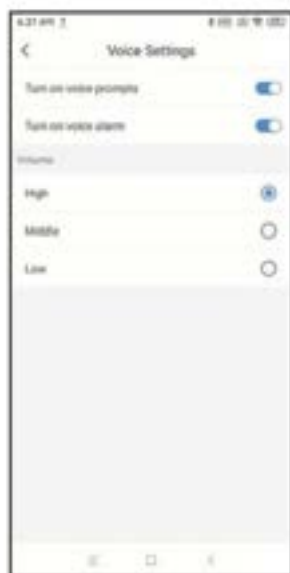 Voice Settings
Turn on voice prompts
Turn on voice alarm
Volume
High
Middle
Low